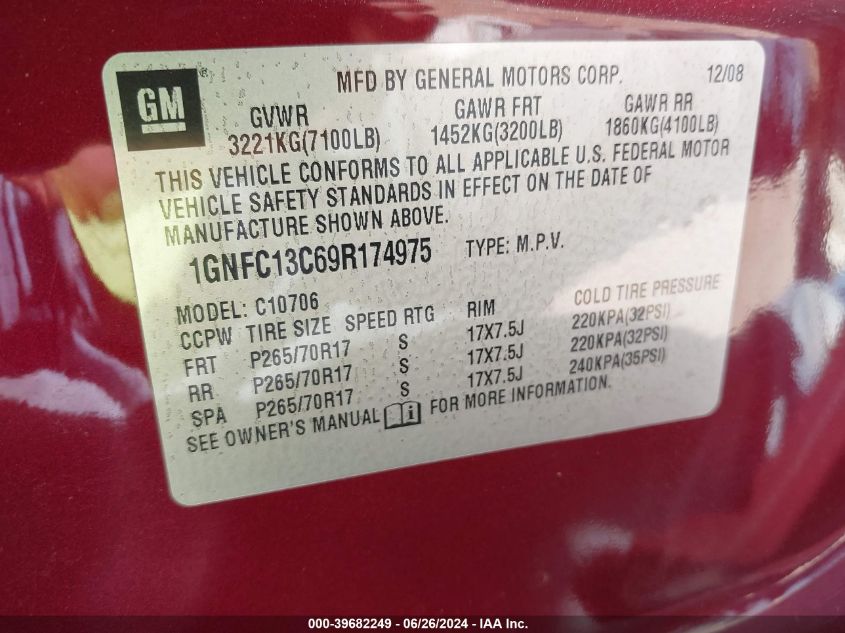 GM
MFD BY GENERAL MOTORS CORP. 12/08
GVWR GAWR FRT GAWR RR
3221KG(7100LB) 1452KG(3200LB) 1860KG(4100LB)
THIS VEHICLE CONFORMS TO ALL APPLICABLE U.S. FEDERAL MOTOR
VEHICLE SAFETY STANDARDS IN EFFECT ON THE DATE OF
MANUFACTURE SHOWN ABOVE.
1GNFC13C69R174975 TYPE: M.P.V.
MODEL: C10706
CCPW TIRE SIZE SPEED RTG RIM COLD TIRE PRESSURE
FRT P265/70R17 S 17X7.5J 220KPA(32PSI)
RR P265/70R17 S 17X7.5J 220KPA(32PSI)
SPA P265/70R17 S 17X7.5J 240KPA(35PSI)
SEE OWNER'S MANUAL i FOR MORE INFORMATION.
000-39682249 - 06/26/2024 - IAA Inc.